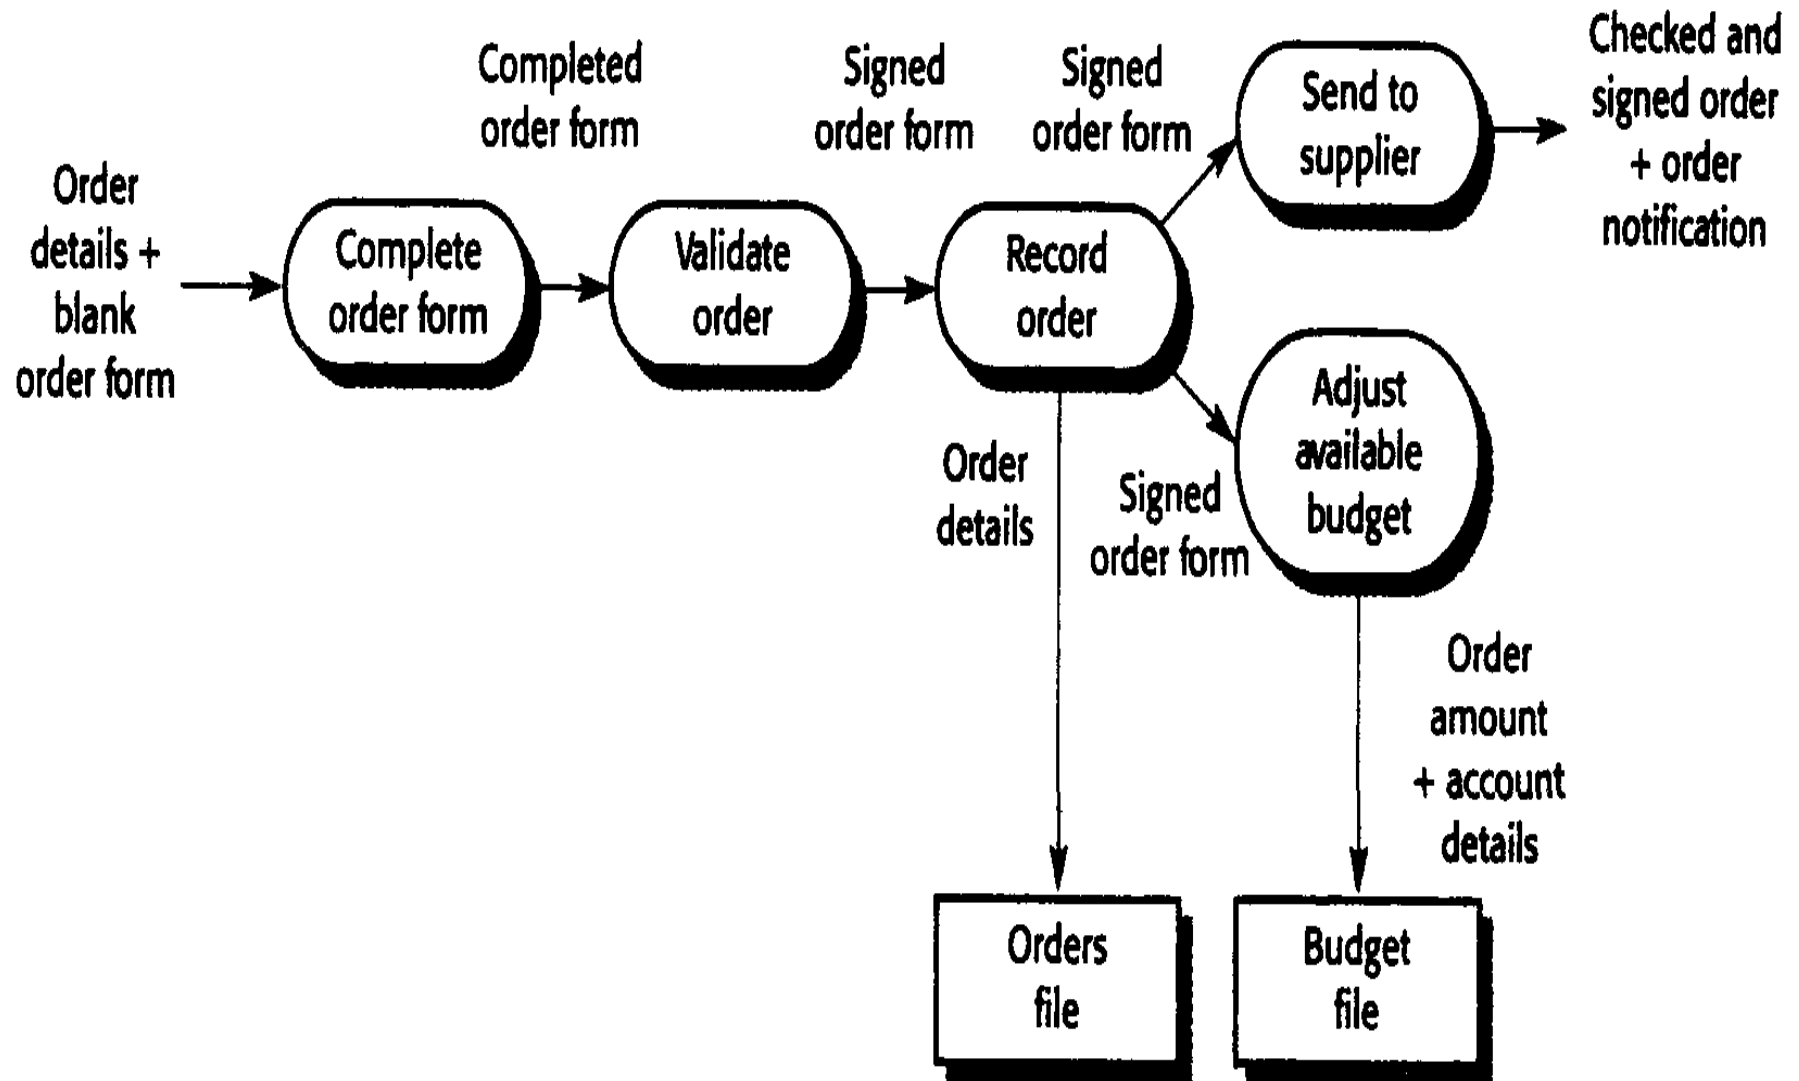 Order
details +
blank
order form
Complete
order form
Completed
order form
Validate
order
Signed
order form
Record
order
Signed
order form
Send to
supplier
Checked and
signed order
+ order
notification
Signed
order form
Adjust
available
budget
Order
details
Orders
file
Order
amount
+ account
details
Budget
file